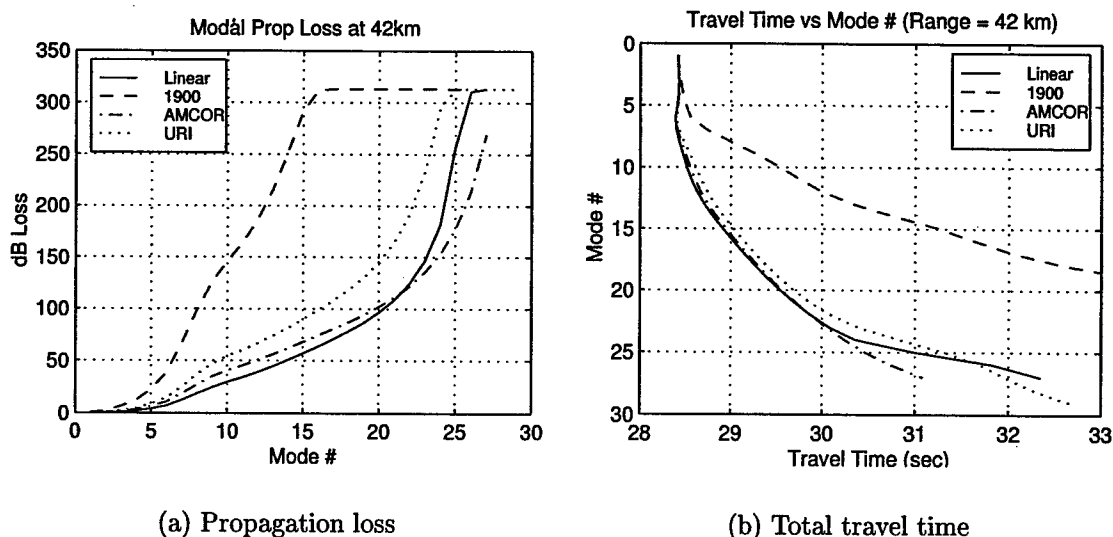 Modal Prop Loss at 42km
350
300
250
200
150
100
50
0
dB Loss
Linear
1900
AMCOR
URI
0 5 10 15 20 25 30
Mode #
(a) Propagation loss
Travel Time vs Mode # (Range = 42 km)
0
5
10
15
20
25
30
Mode #
Linear
1900
AMCOR
URI
28 29 30 31 32 33
Travel Time (sec)
(b) Total travel time